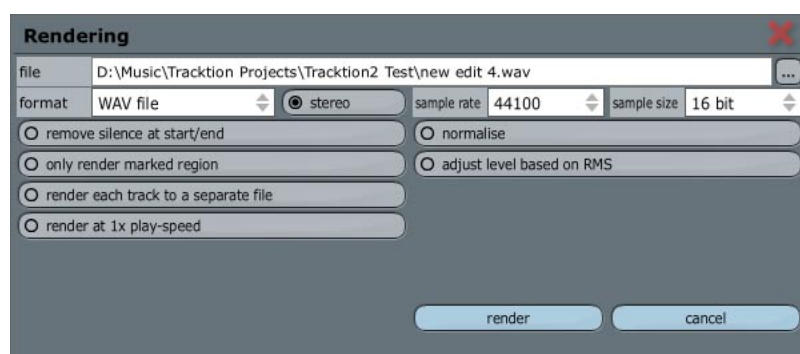 Rendering
file D:\Music\Tracktion Projects\Tracktion2 Test\new edit 4.wav ...
format WAV file stereo sample rate 44100 sample size 16 bit
remove silence at start/end normalise
only render marked region adjust level based on RMS
render each track to a separate file
render at 1x play-speed
render cancel